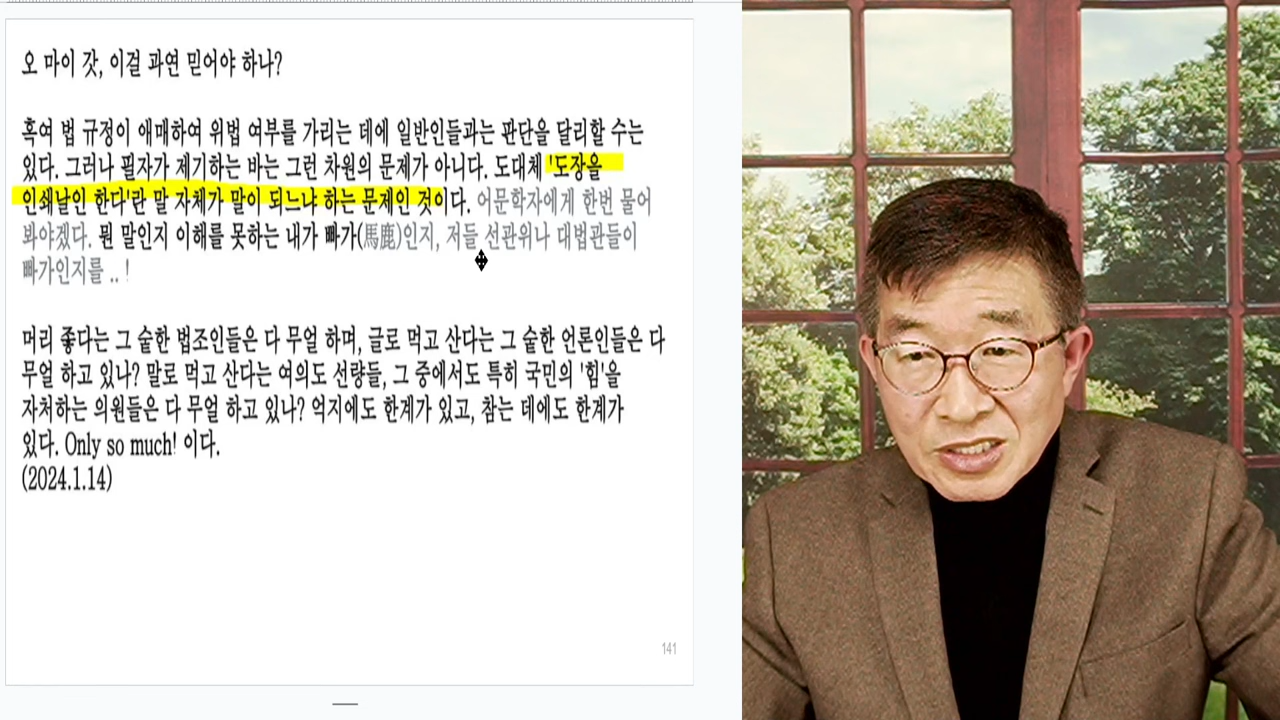 오 마이 갓, 이걸 과연 믿어야 하나?
혹여 법 규정이 애매하여 위법 여부를 가리는 데에 일반인들과는 판단을 달리할 수는
있다. 그러나 필자가 제기하는 바는 그런 차원의 문제가 아니다. 도대체 '도장을
인쇄날인 한다'란 말 자체가 말이 되느냐 하는 문제인 것이다. 어문학자에게 한번 물어
봐야겠다. 뭔 말인지 이해를 못하는 내가 빠가(馬鹿)인지, 저들 선관위나 대법관들이
빠가인지를 .. !
머리 좋다는 그 숱한 법조인들은 다 무얼 하며, 글로 먹고 산다는 그 숱한 언론인들은 다
무얼 하고 있나? 말로 먹고 산다는 여의도 선량들, 그 중에서도 특히 국민의 '힘'을
자처하는 의원들은 다 무얼 하고 있나? 억지에도 한계가 있고, 참는 데에도 한계가
있다. Only so much! 이다.
(2024.1.14)
141